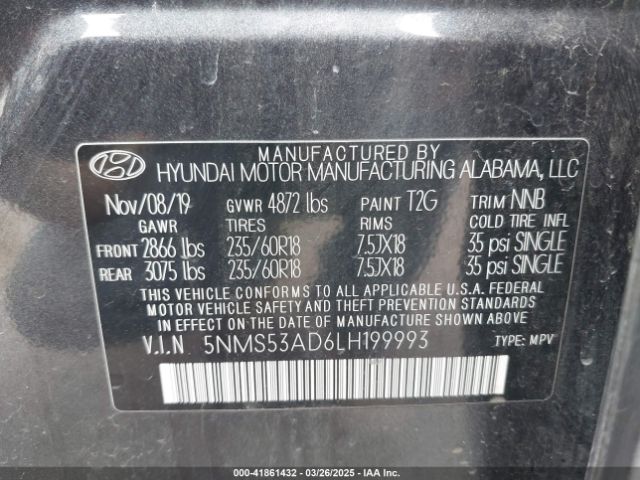 MANUFACTURED BY
HYUNDAI MOTOR MANUFACTURING ALABAMA, LLC
Nov/08/19 GVWR 4872 lbs PAINT T2G TRIM NNB
GAWR TIRES RIMS COLD TIRE INFL
FRONT 2866 lbs 235/60R18 7.5JX18 35 psi SINGLE
REAR 3075 lbs 235/60R18 7.5JX18 35 psi SINGLE
THIS VEHICLE CONFORMS TO ALL APPLICABLE U.S.A. FEDERAL
MOTOR VEHICLE SAFETY AND THEFT PREVENTION STANDARDS
IN EFFECT ON THE DATE OF MANUFACTURE SHOWN ABOVE.
V.I.N 5NMS53AD6LH199993 TYPE: MPV
000-41861432 — 03/26/2025 — IAA Inc.